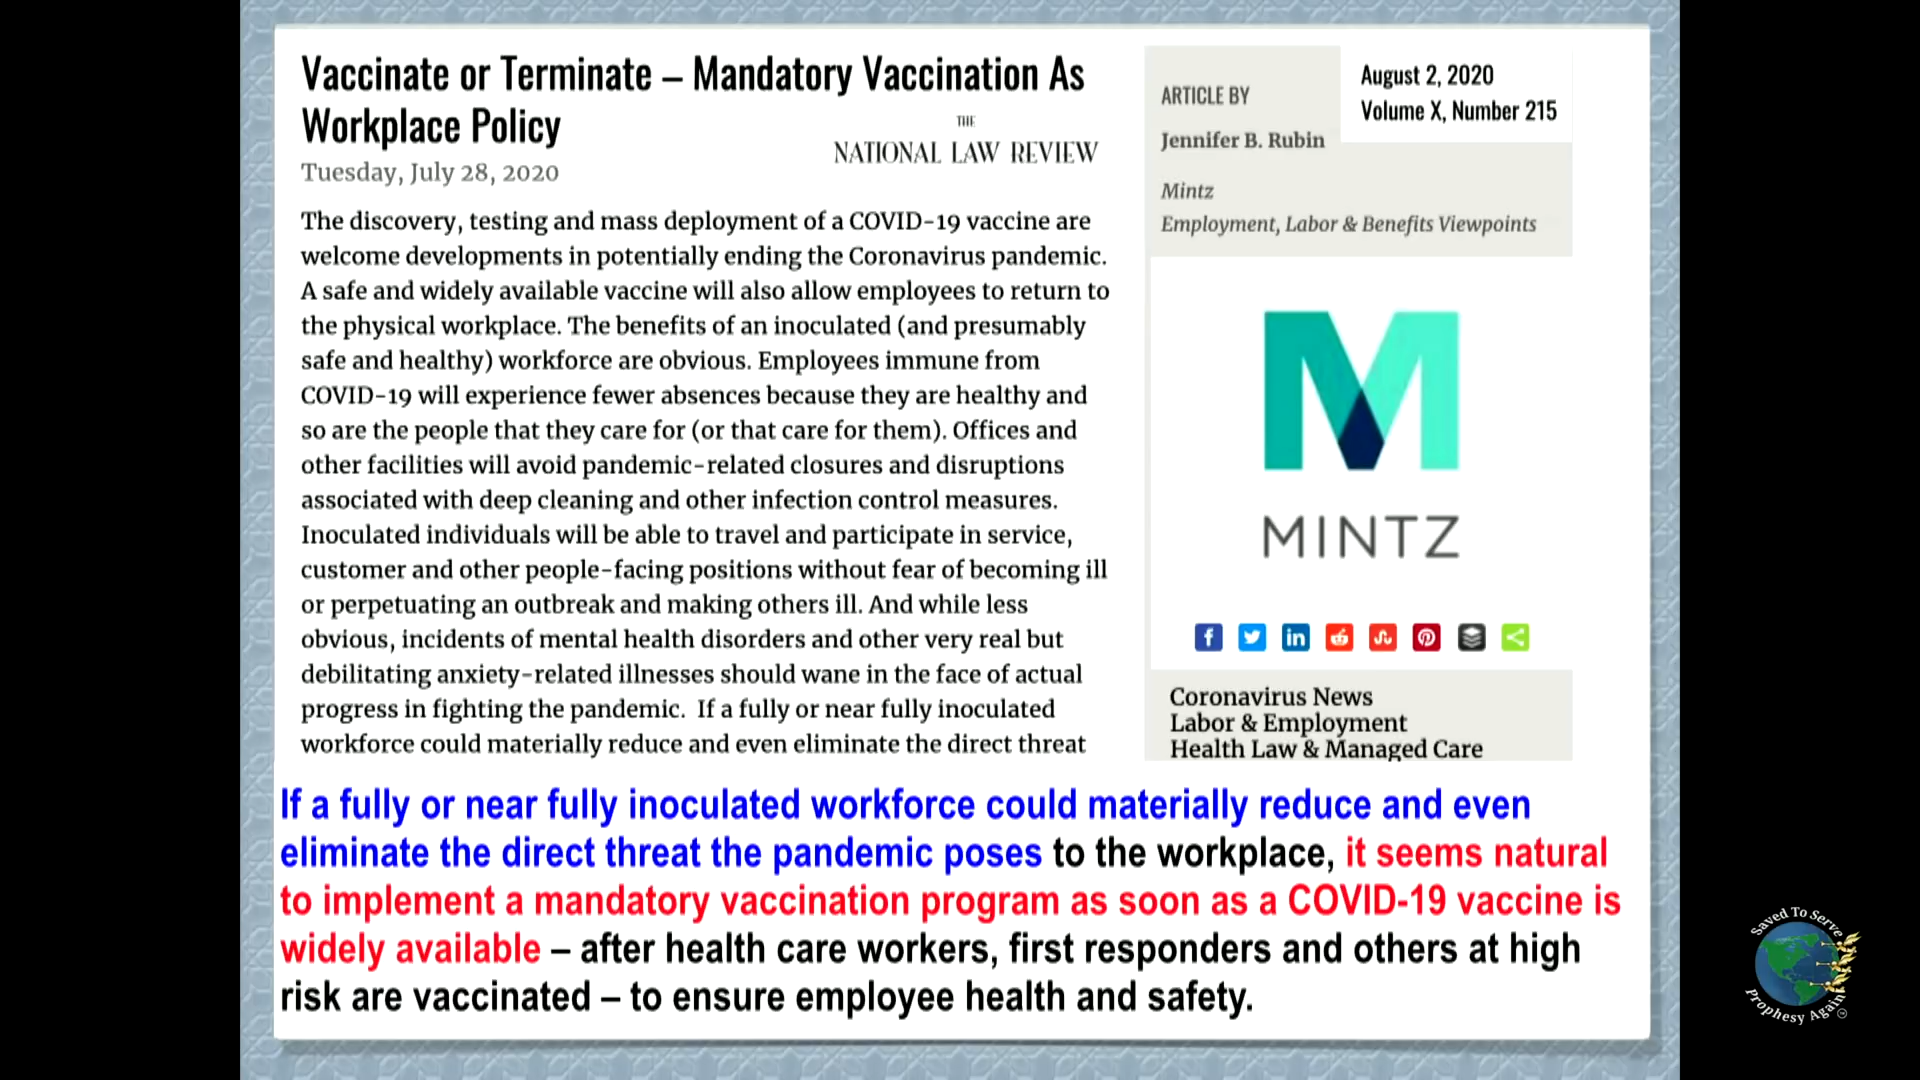 Vaccinate or Terminate – Mandatory Vaccination As
Workplace Policy
THE
NATIONAL LAW REVIEW
Tuesday, July 28, 2020
The discovery, testing and mass deployment of a COVID-19 vaccine are
welcome developments in potentially ending the Coronavirus pandemic.
A safe and widely available vaccine will also allow employees to return to
the physical workplace. The benefits of an inoculated (and presumably
safe and healthy) workforce are obvious. Employees immune from
COVID-19 will experience fewer absences because they are healthy and
so are the people that they care for (or that care for them). Offices and
other facilities will avoid pandemic-related closures and disruptions
associated with deep cleaning and other infection control measures.
Inoculated individuals will be able to travel and participate in service,
customer and other people-facing positions without fear of becoming ill
or perpetuating an outbreak and making others ill. And while less
obvious, incidents of mental health disorders and other very real but
debilitating anxiety-related illnesses should wane in the face of actual
progress in fighting the pandemic. If a fully or near fully inoculated
workforce could materially reduce and even eliminate the direct threat
ARTICLE BY
August 2, 2020
Volume X, Number 215
Jennifer B. Rubin
Mintz
Employment, Labor & Benefits Viewpoints
MINTZ
Coronavirus News
Labor & Employment
Health Law & Managed Care
If a fully or near fully inoculated workforce could materially reduce and even
eliminate the direct threat the pandemic poses to the workplace, it seems natural
to implement a mandatory vaccination program as soon as a COVID-19 vaccine is
widely available – after health care workers, first responders and others at high
risk are vaccinated – to ensure employee health and safety.
Saved To Serve
Prophesy Again